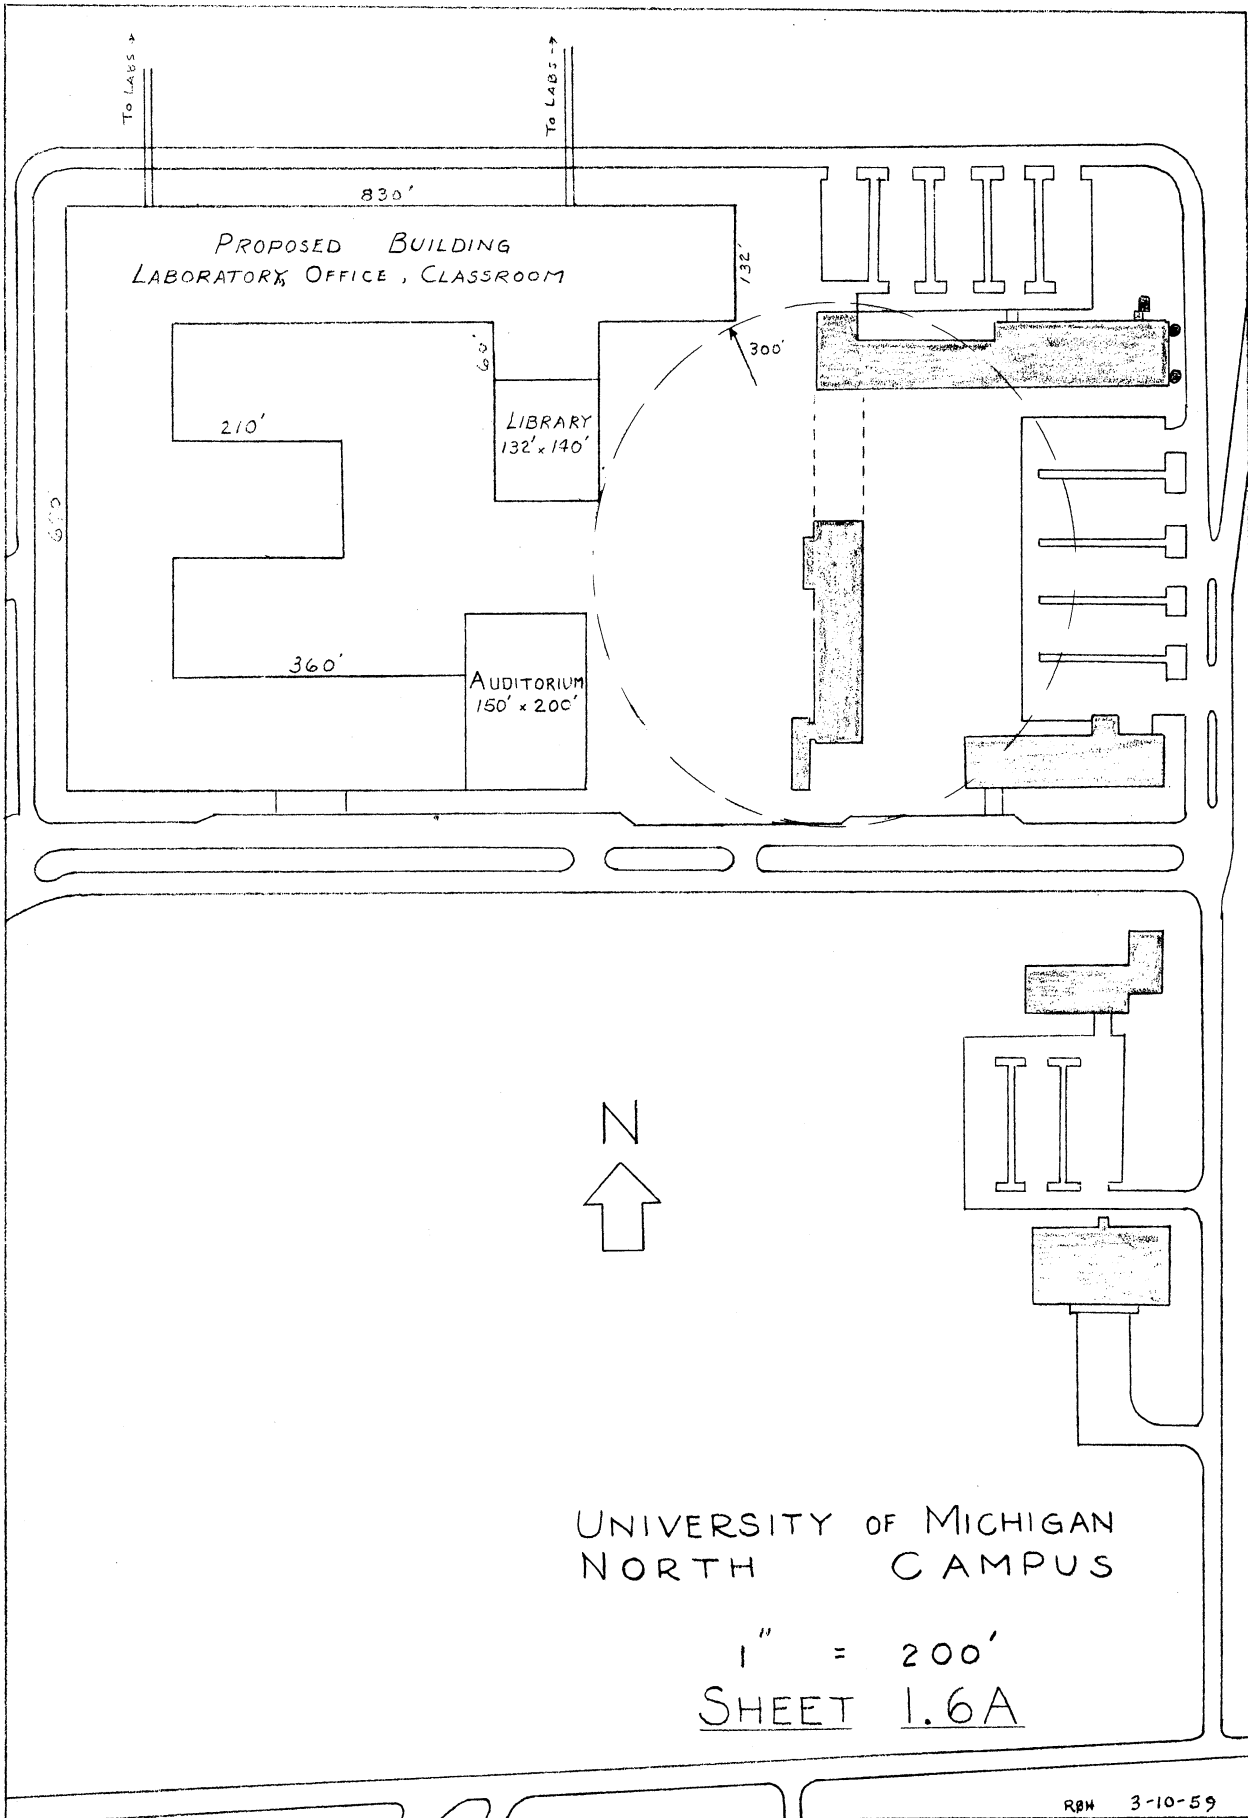 To LABS →
To LABS →
830'
PROPOSED BUILDING
LABORATORY, OFFICE, CLASSROOM
132'
60'
300'
LIBRARY
132' x 140'
210'
360'
AUDITORIUM
150' x 200'
N
UNIVERSITY OF MICHIGAN
NORTH CAMPUS
1" = 200'
SHEET 1.6A
RBH 3-10-59